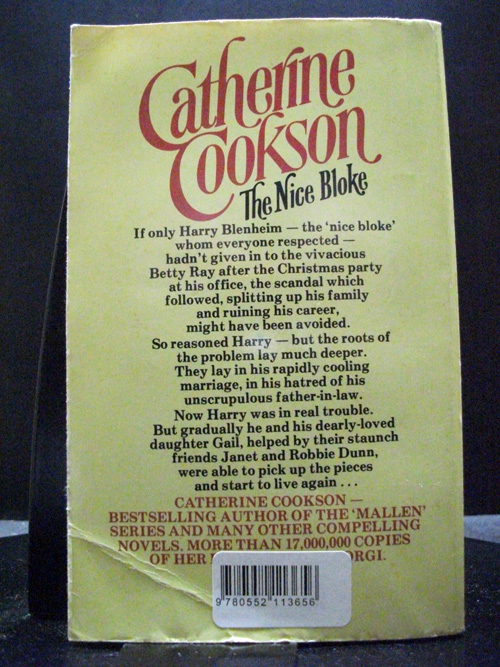 Catherine
Cookson
The Nice Bloke
If only Harry Blenheim — the 'nice bloke'
whom everyone respected —
hadn't given in to the vivacious
Betty Ray after the Christmas party
at his office, the scandal which
followed, splitting up his family
and ruining his career,
might have been avoided.
So reasoned Harry — but the roots of
the problem lay much deeper.
They lay in his rapidly cooling
marriage, in his hatred of his
unscrupulous father-in-law.
Now Harry was in real trouble.
But gradually he and his dearly-loved
daughter Gail, helped by their staunch
friends Janet and Robbie Dunn,
were able to pick up the pieces
and start to live again . . .
CATHERINE COOKSON —
BESTSELLING AUTHOR OF THE 'MALLEN'
SERIES AND MANY OTHER COMPELLING
NOVELS. MORE THAN 17,000,000 COPIES
OF HER ORGI.
9 780552 113656